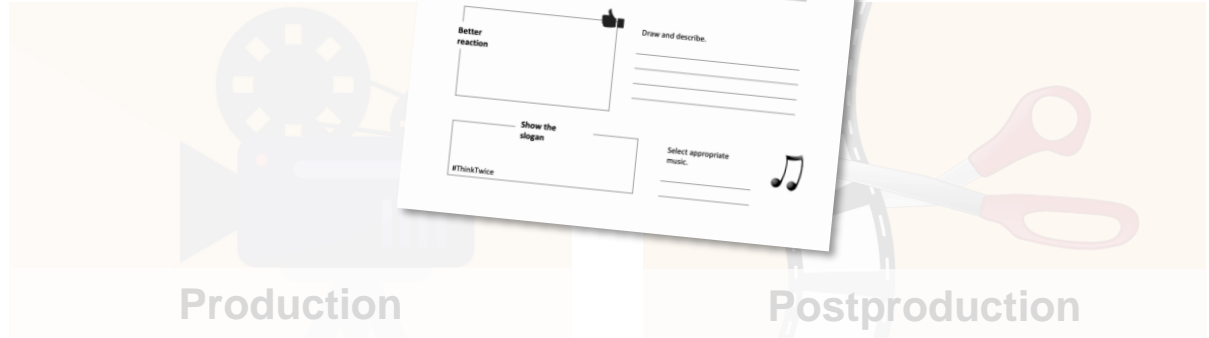 Better
reaction
Draw and describe.
Show the
slogan
#ThinkTwice
Select appropriate
music.
Production
Postproduction